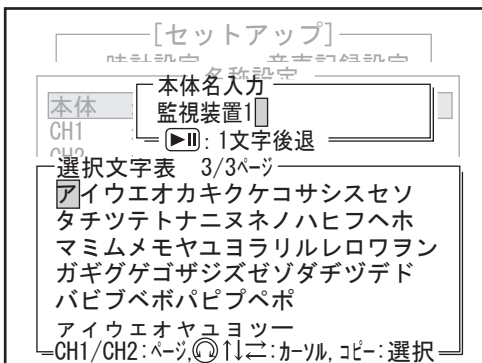 [セットアップ]
時計設定 音声記録設定
名称設定
本体名入力
本体
監視装置1
CH1
: 1文字後退
CH2
選択文字表 3/3ページ
アイウエオカキクケコサシスセソ
タチツテトナニヌネノハヒフヘホ
マミムメモヤユヨラリルレロワヲン
ガギグゲゴザジズゼゾダヂヅデド
バビブベボパピプペポ
ァィゥェォャュョッー
CH1/CH2:ページ,↑↓⇄:カーソル, コピー:選択